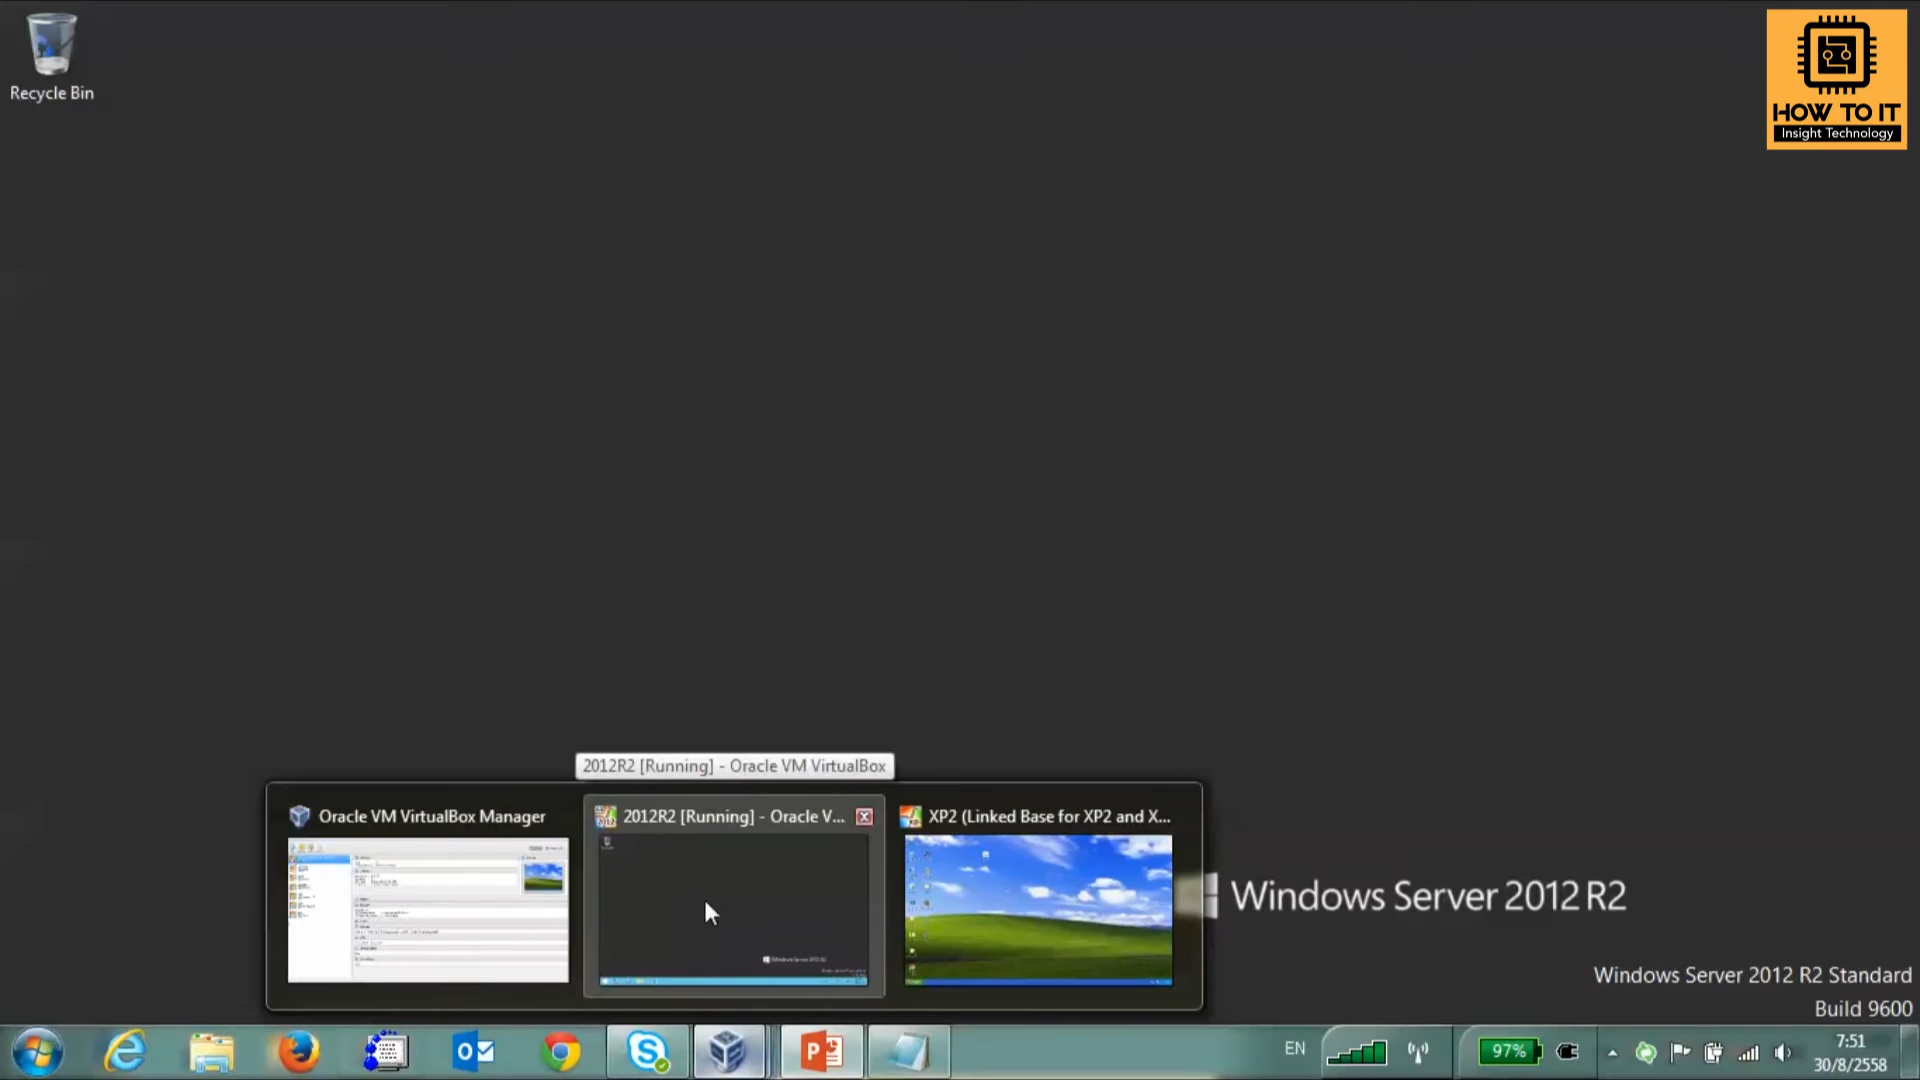 Recycle Bin
HOW TO IT
Insight Technology
2012R2 [Running] - Oracle VM VirtualBox
Oracle VM VirtualBox Manager
2012R2 [Running] - Oracle V...
XP2 (Linked Base for XP2 and X...
Windows Server 2012 R2
Windows Server 2012 R2 Standard
Build 9600
EN
97%
7:51
30/8/2558